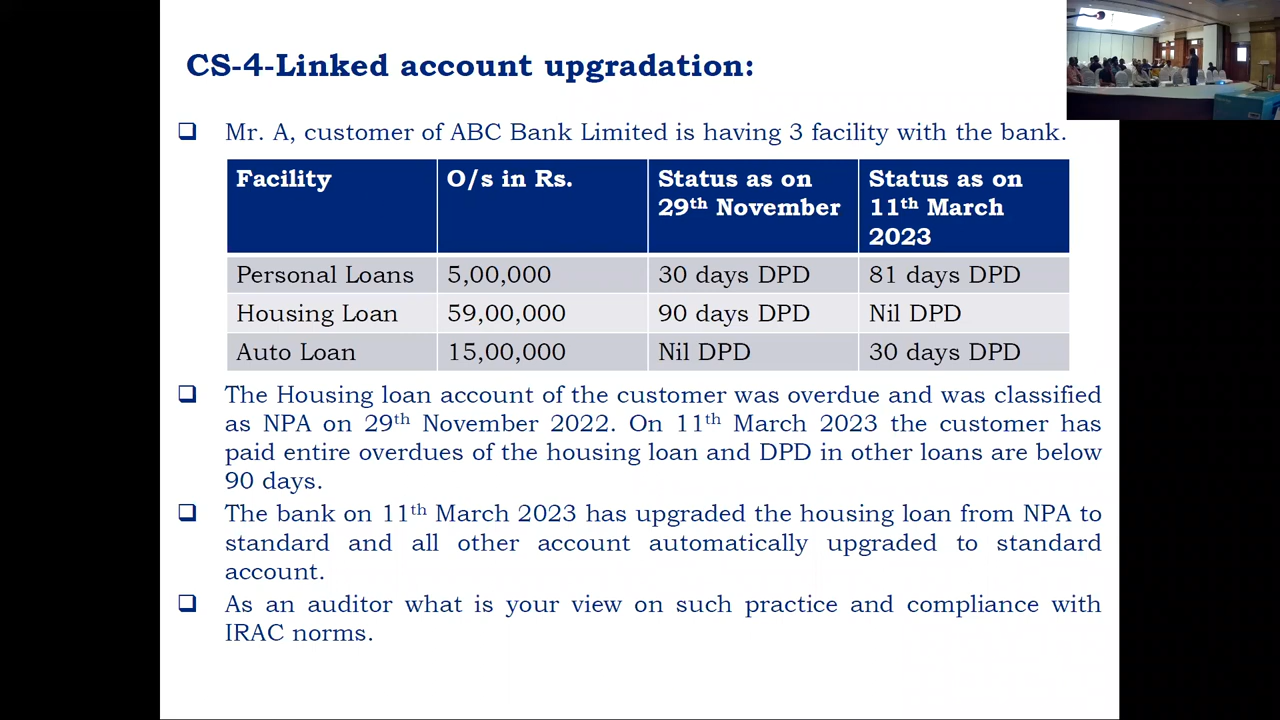 CS-4-Linked account upgradation:
❑ Mr. A, customer of ABC Bank Limited is having 3 facility with the bank.
Facility O/s in Rs. Status as on 29th November Status as on 11th March 2023
Personal Loans 5,00,000 30 days DPD 81 days DPD
Housing Loan 59,00,000 90 days DPD Nil DPD
Auto Loan 15,00,000 Nil DPD 30 days DPD
❑ The Housing loan account of the customer was overdue and was classified
as NPA on 29th November 2022. On 11th March 2023 the customer has
paid entire overdues of the housing loan and DPD in other loans are below
90 days.
❑ The bank on 11th March 2023 has upgraded the housing loan from NPA to
standard and all other account automatically upgraded to standard
account.
❑ As an auditor what is your view on such practice and compliance with
IRAC norms.